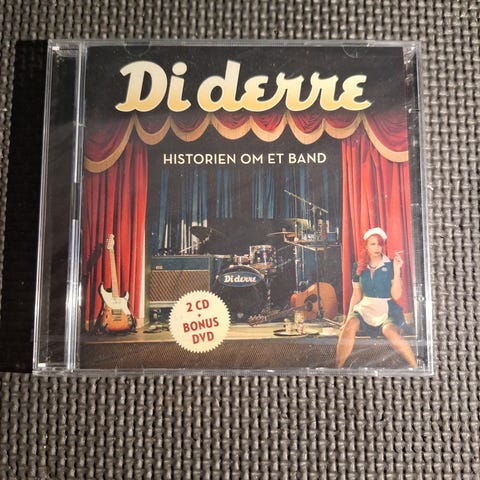 Di derre
HISTORIEN OM ET BAND
Di derre
2 CD
+
BONUS
DVD